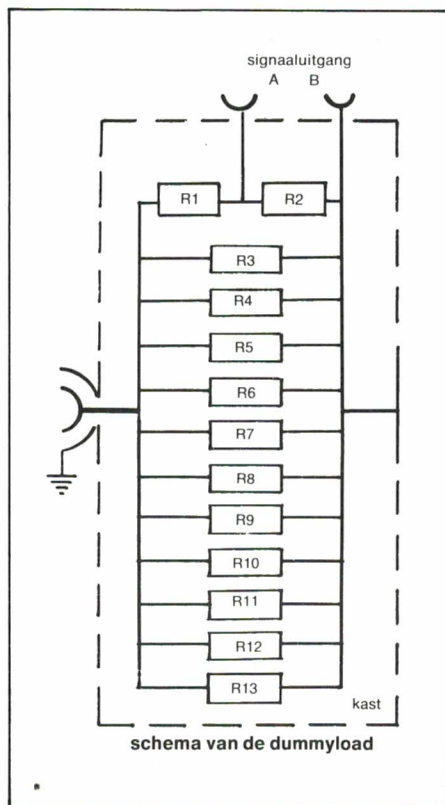 signaaluitgang
A B
R1 R2
R3
R4
R5
R6
R7
R8
R9
R10
R11
R12
R13
kast
schema van de dummyload